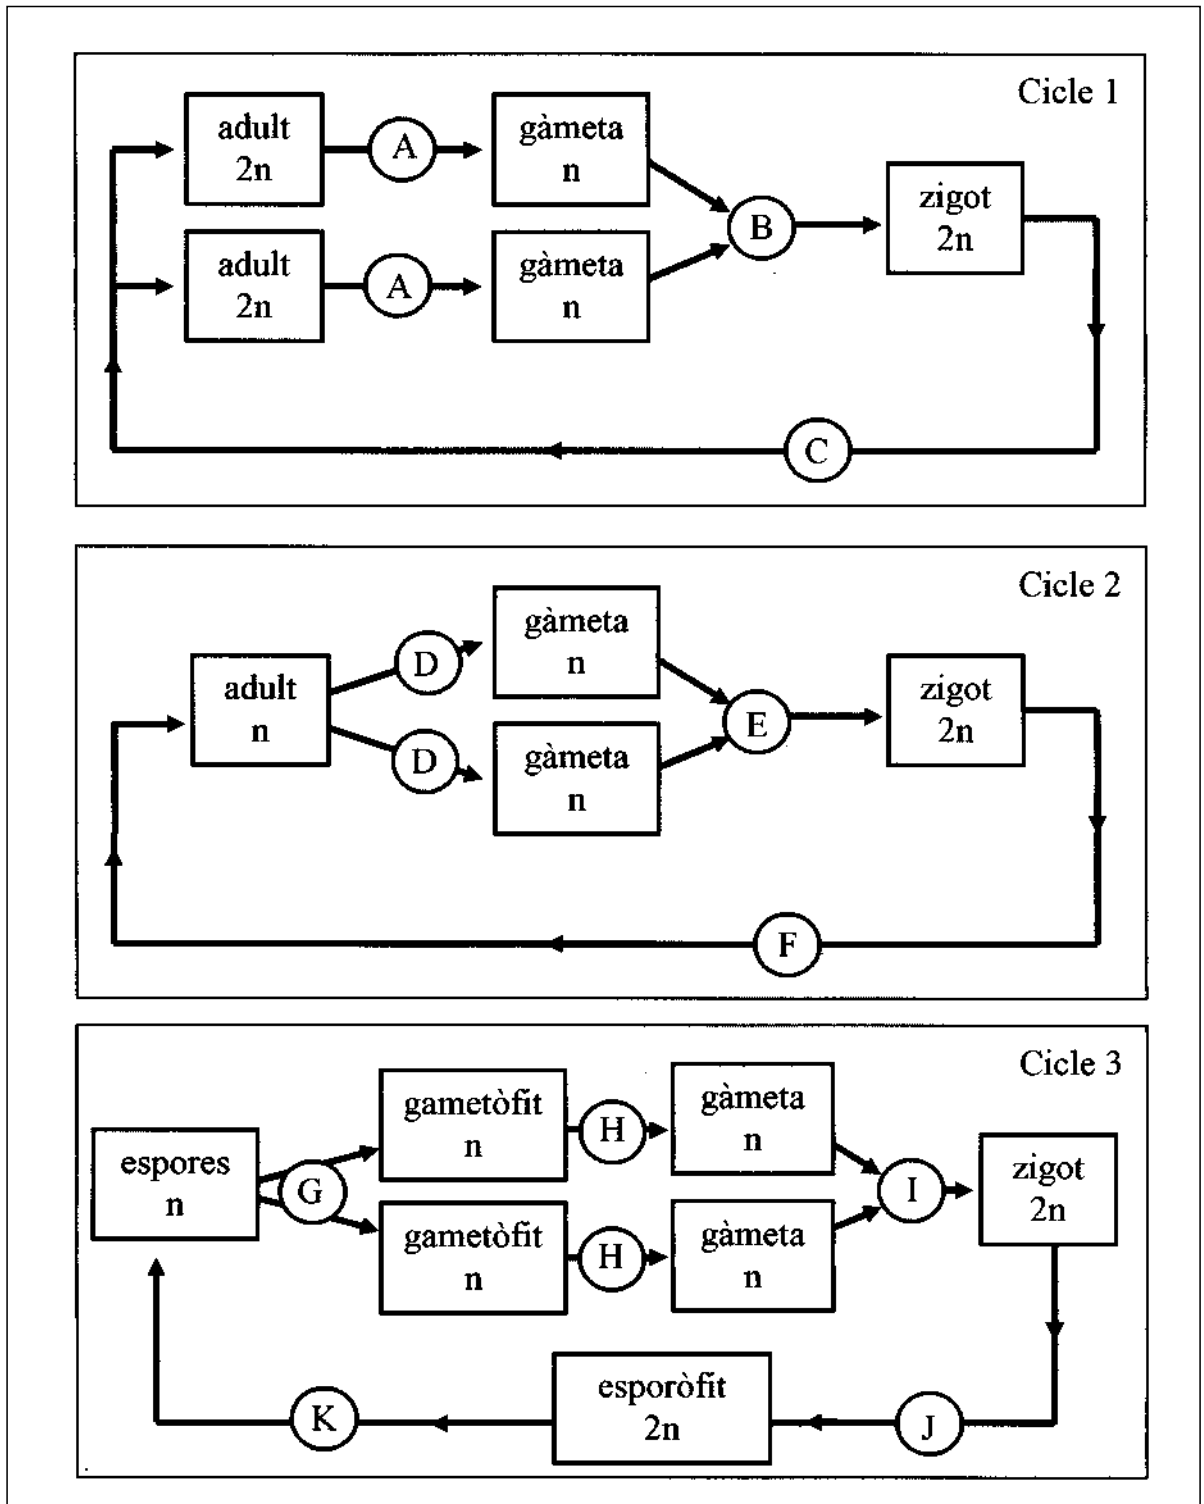 Cicle 1
adult
2n
A
gàmeta
n
adult
2n
A
gàmeta
n
B
zigot
2n
C
Cicle 2
adult
n
D
gàmeta
n
D
gàmeta
n
E
zigot
2n
F
Cicle 3
espores
n
G
gametòfit
n
H
gàmeta
n
gametòfit
n
H
gàmeta
n
I
zigot
2n
J
esporòfit
2n
K